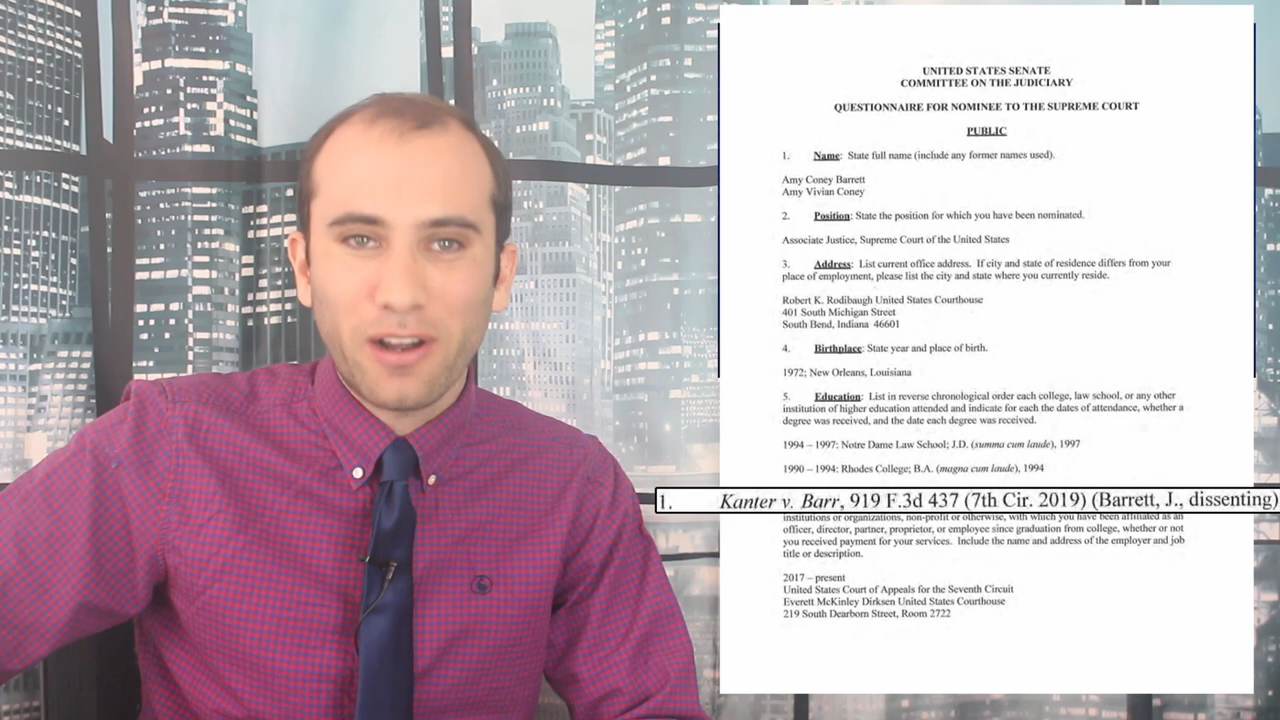 UNITED STATES SENATE
COMMITTEE ON THE JUDICIARY
QUESTIONNAIRE FOR NOMINEE TO THE SUPREME COURT
PUBLIC
1. Name: State full name (include any former names used).
Amy Coney Barrett
Amy Vivian Coney
2. Position: State the position for which you have been nominated.
Associate Justice, Supreme Court of the United States
3. Address: List current office address. If city and state of residence differs from your
place of employment, please list the city and state where you currently reside.
Robert K. Rodibaugh United States Courthouse
401 South Michigan Street
South Bend, Indiana 46601
4. Birthplace: State year and place of birth.
1972; New Orleans, Louisiana
5. Education: List in reverse chronological order each college, law school, or any other
institution of higher education attended and indicate for each the dates of attendance, whether a
degree was received, and the date each degree was received.
1994 – 1997: Notre Dame Law School; J.D. (summa cum laude), 1997
1990 – 1994: Rhodes College; B.A. (magna cum laude), 1994
1. Kanter v. Barr, 919 F.3d 437 (7th Cir. 2019) (Barrett, J., dissenting)
institutions or organizations, non-profit or otherwise, with which you have been affiliated as an
officer, director, partner, proprietor, or employee since graduation from college, whether or not
you received payment for your services. Include the name and address of the employer and job
title or description.
2017 – present
United States Court of Appeals for the Seventh Circuit
Everett McKinley Dirksen United States Courthouse
219 South Dearborn Street, Room 2722